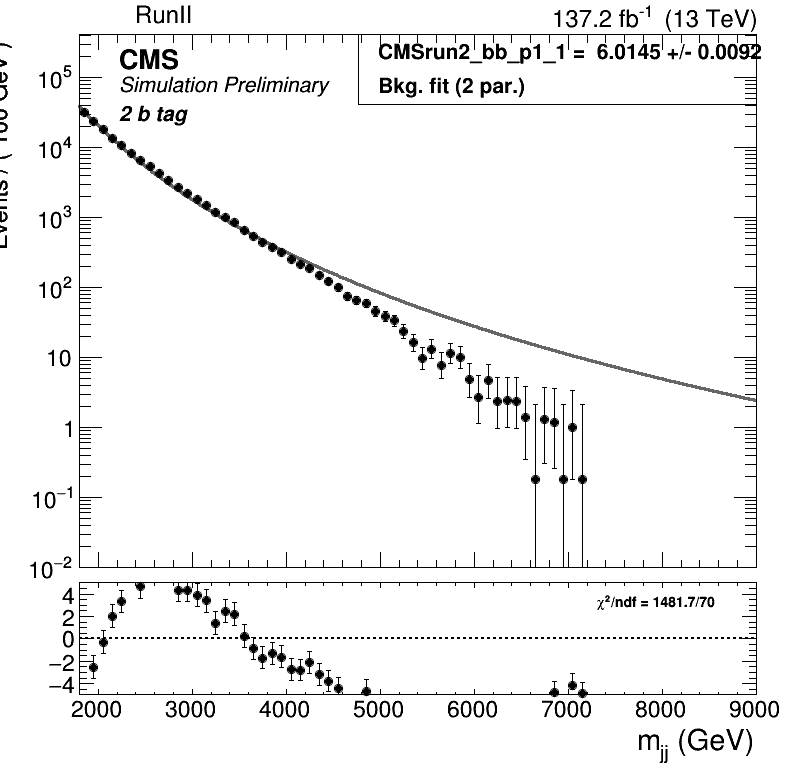 RunII
137.2 fb⁻¹ (13 TeV)
CMS
Simulation Preliminary
2 b tag
CMSrun2_bb_p1_1 = 6.0145 +/- 0.0092
Bkg. fit (2 par.)
10⁵
10⁴
10³
10²
10
1
10⁻¹
10⁻²
χ²/ndf = 1481.7/70
4
2
0
−2
−4
2000 3000 4000 5000 6000 7000 8000 9000
m_jj (GeV)